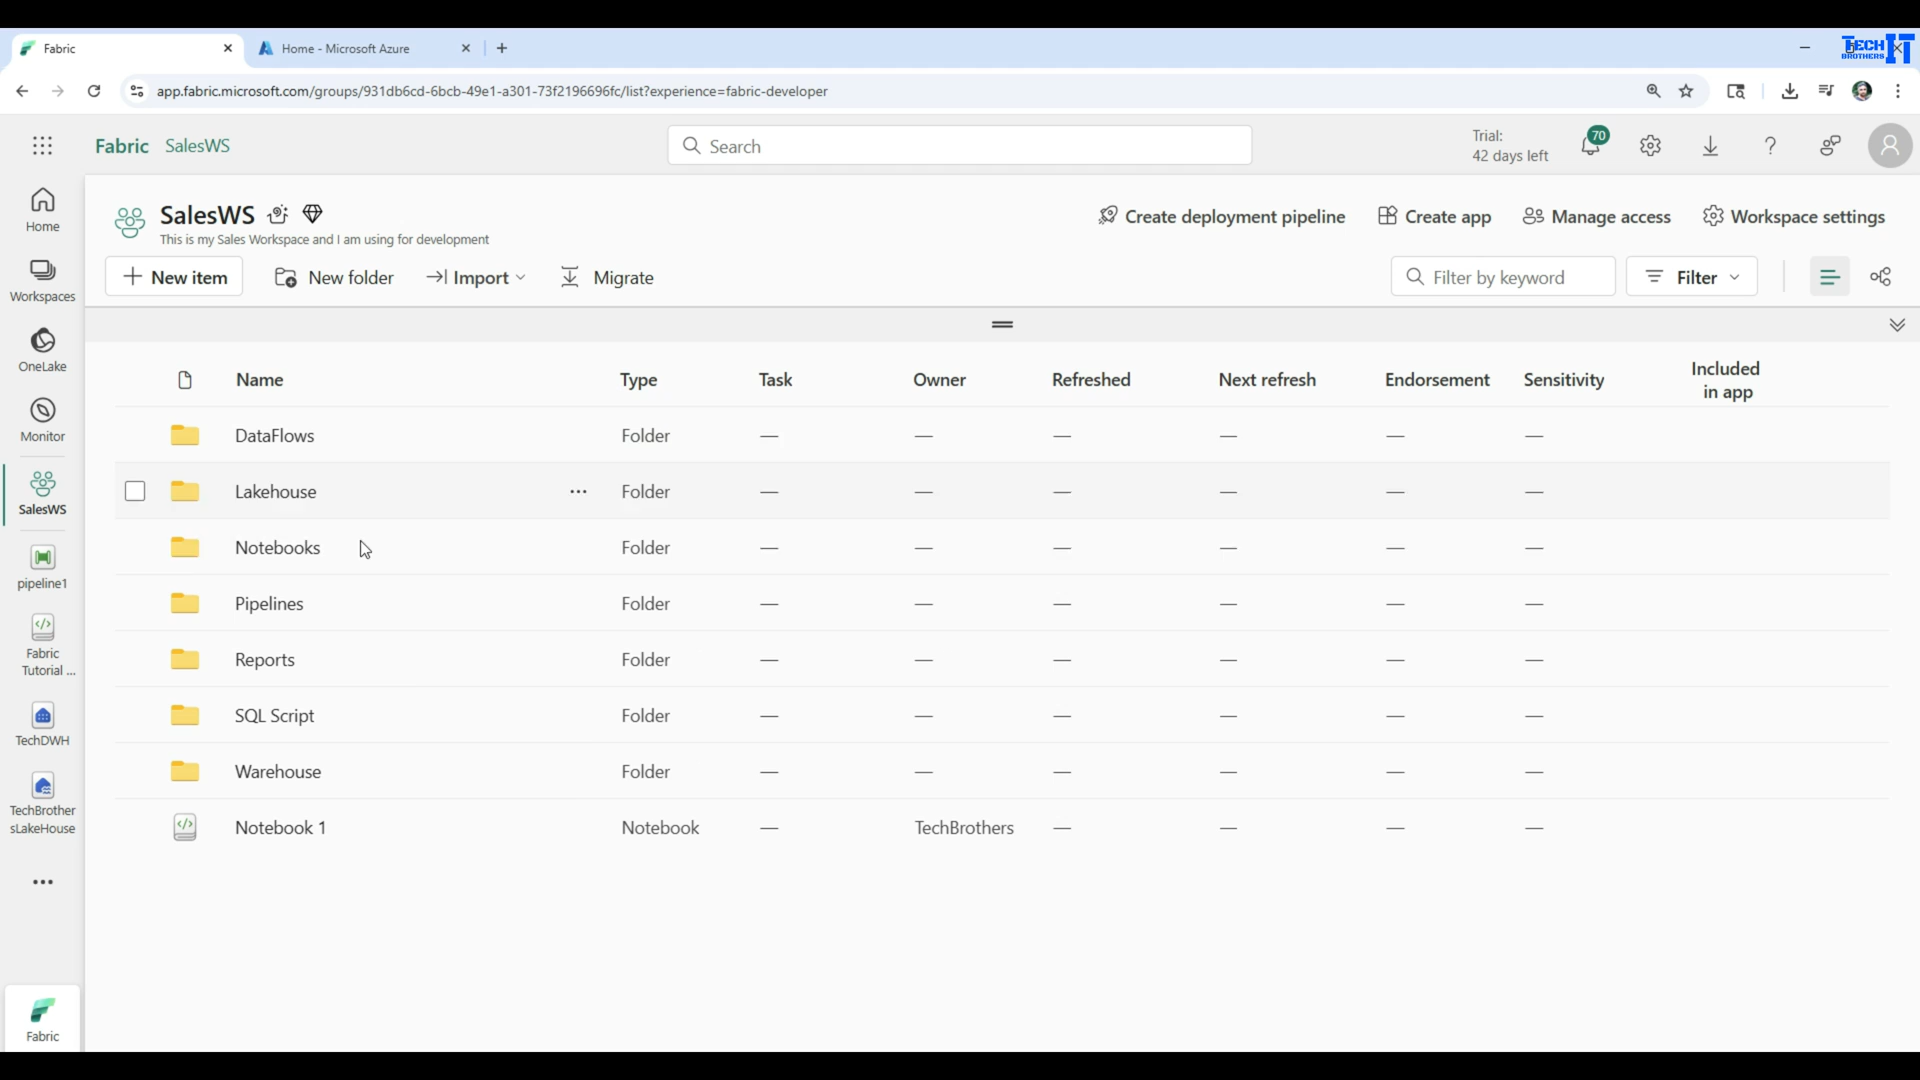 Fabric
Home - Microsoft Azure
TECH IT
BROTHERS
app.fabric.microsoft.com/groups/931db6cd-6bcb-49e1-a301-73f2196696fc/list?experience=fabric-developer
Fabric SalesWS
Search
Trial:
42 days left
70
Home
Workspaces
OneLake
Monitor
SalesWS
pipeline1
Fabric
Tutorial ...
TechDWH
TechBrother
sLakeHouse
Fabric
SalesWS
This is my Sales Workspace and I am using for development
Create deployment pipeline Create app Manage access Workspace settings
New item New folder Import Migrate
Filter by keyword Filter
Name Type Task Owner Refreshed Next refresh Endorsement Sensitivity Included
in app
DataFlows Folder — — — — — —
Lakehouse ... Folder — — — — — —
Notebooks Folder — — — — — —
Pipelines Folder — — — — — —
Reports Folder — — — — — —
SQL Script Folder — — — — — —
Warehouse Folder — — — — — —
Notebook 1 Notebook — TechBrothers — — — —